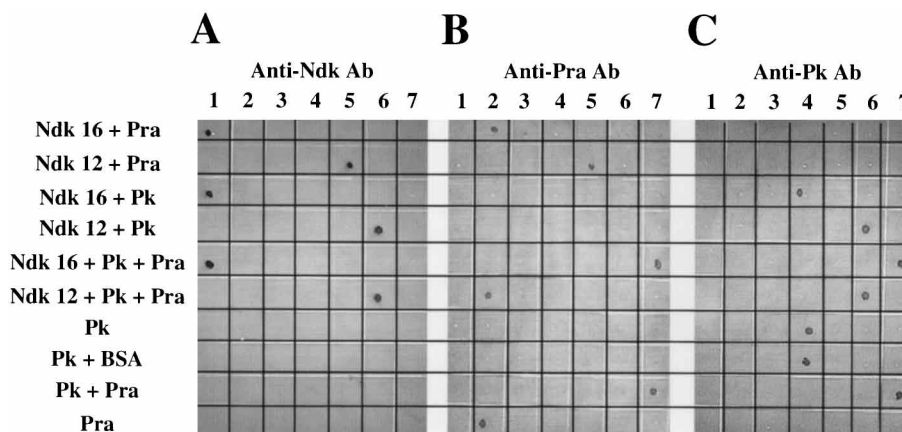 A B C
Anti-Ndk Ab Anti-Pra Ab Anti-Pk Ab
1 2 3 4 5 6 7 1 2 3 4 5 6 7 1 2 3 4 5 6 7
Ndk 16 + Pra
Ndk 12 + Pra
Ndk 16 + Pk
Ndk 12 + Pk
Ndk 16 + Pk + Pra
Ndk 12 + Pk + Pra
Pk
Pk + BSA
Pk + Pra
Pra